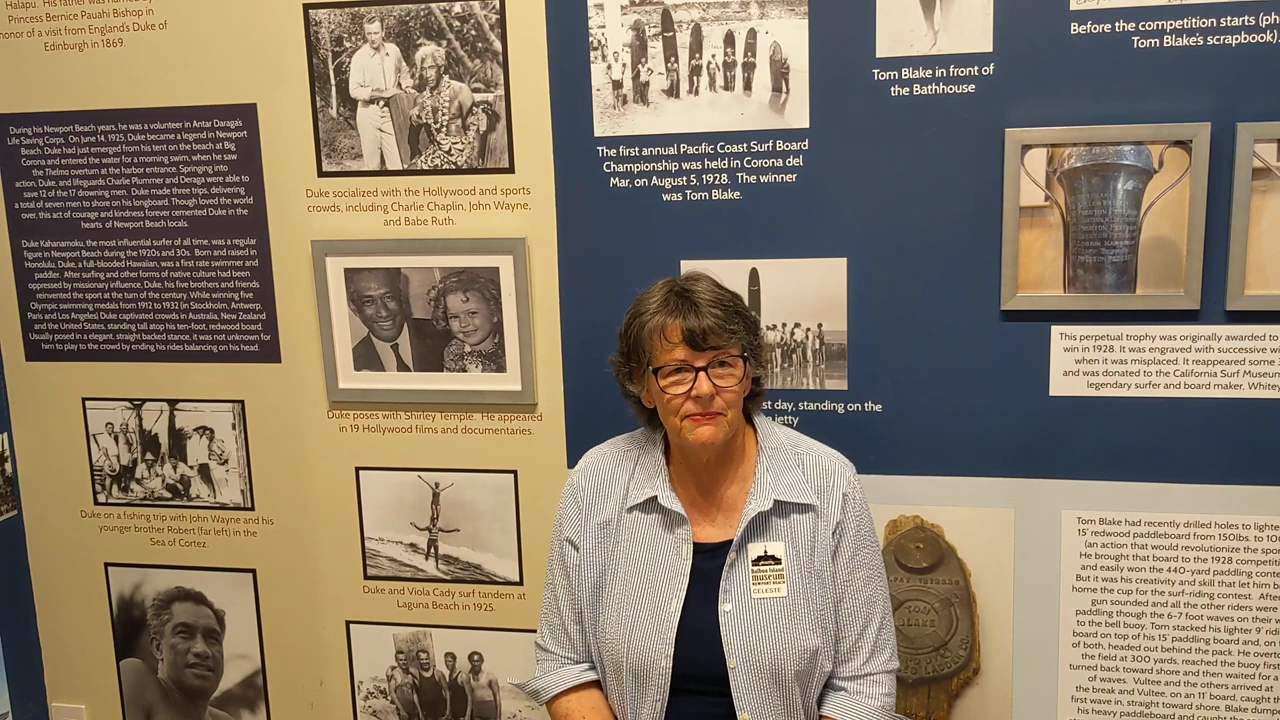 Halapu. His father was named by
Princess Bernice Pauahi Bishop in
honor of a visit from England's Duke of
Edinburgh in 1869.
During his Newport Beach years, he was a volunteer in Antar Daraga's
Life Saving Corps. On June 14, 1925, Duke became a legend in Newport
Beach. Duke had just emerged from his tent on the beach at Big
Corona and entered the water for a morning swim, when he saw
the Thelma overturn at the harbor entrance. Springing into
action, Duke, and lifeguards Charlie Plummer and Deraga were able to
save 12 of the 17 drowning men. Duke made three trips, delivering
a total of seven men to shore on his longboard. Though loved the world
over, this act of courage and kindness forever cemented Duke in the
hearts of Newport Beach locals.
Duke Kahanamoku, the most influential surfer of all time, was a regular
figure in Newport Beach during the 1920s and 30s. Born and raised in
Honolulu, Duke, a full-blooded Hawaiian, was a first rate swimmer and
paddler. After surfing and other forms of native culture had been
oppressed by missionary influence, Duke, his five brothers and friends
reinvented the sport at the turn of the century. While winning five
Olympic swimming medals from 1912 to 1932 (in Stockholm, Antwerp,
Paris and Los Angeles) Duke captivated crowds in Australia, New Zealand
and the United States, standing tall atop his ten-foot, redwood board.
Usually posed in a elegant, straight backed stance, it was not unknown for
him to play to the crowd by ending his rides balancing on his head.
Duke on a fishing trip with John Wayne and his
younger brother Robert (far left) in the
Sea of Cortez.
Duke socialized with the Hollywood and sports
crowds, including Charlie Chaplin, John Wayne,
and Babe Ruth.
Duke poses with Shirley Temple. He appeared
in 19 Hollywood films and documentaries.
Duke and Viola Cady surf tandem at
Laguna Beach in 1925.
The first annual Pacific Coast Surf Board
Championship was held in Corona del
Mar, on August 5, 1928. The winner
was Tom Blake.
Tom Blake in front of
the Bathhouse
Before the competition starts (ph
Tom Blake's scrapbook).
st day, standing on the
jetty
This perpetual trophy was originally awarded to
win in 1928. It was engraved with successive w
when it was misplaced. It reappeared some
and was donated to the California Surf Museum
legendary surfer and board maker, Whitey
Balboa Island
museum
NEWPORT BEACH
CELESTE
TOM
BLAKE
Tom Blake had recently drilled holes to lighte
15' redwood paddleboard from 150lbs. to 10
(an action that would revolutionize the spo
He brought that board to the 1928 competiti
and easily won the 440-yard paddling conte
But it was his creativity and skill that let him b
home the cup for the surf-riding contest. After
gun sounded and all the other riders were
paddling though the 6-7 foot waves on their w
to the bell buoy. Tom stacked his lighter 9' rid
board on top of his 15' paddling board and, on
of both, headed out behind the pack. He overto
the field at 300 yards, reached the buoy first
turned back toward shore and then waited for a
of waves. Vultee and the others arrived at
the break and Vultee, on an 11' board, caught th
first wave in, straight toward shore. Blake dumpe
his heavy paddleboard and caught the